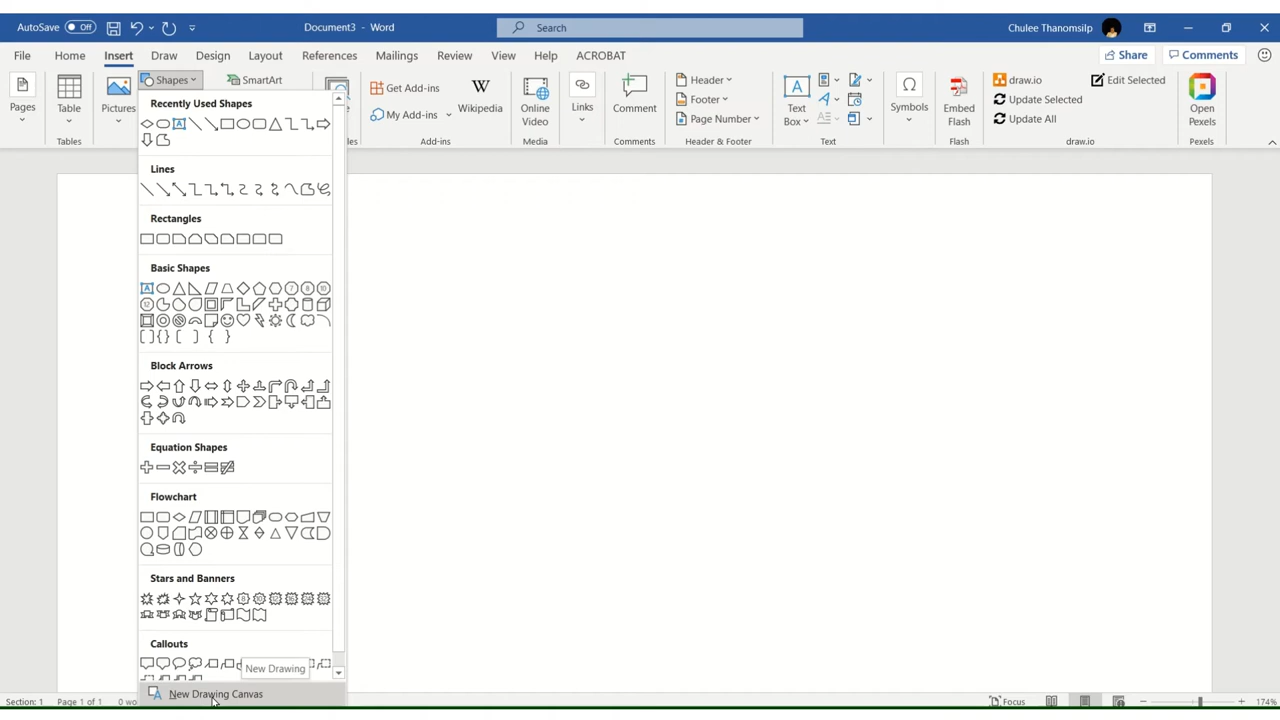 AutoSave Off Document3 - Word Search Chulee Thanomsilp
File Home Insert Draw Design Layout References Mailings Review View Help ACROBAT Share Comments
Pages
Table
Tables
Pictures
Shapes
SmartArt
Get Add-ins
My Add-ins
Wikipedia
Add-ins
Online
Video
Media
Links
Comment
Comments
Header
Footer
Page Number
Header & Footer
Text
Box
Text
Symbols
Embed
Flash
Flash
draw.io Edit Selected
Update Selected
Update All
draw.io
Open
Pexels
Pexels
Recently Used Shapes
Lines
Rectangles
Basic Shapes
Block Arrows
Equation Shapes
Flowchart
Stars and Banners
Callouts
New Drawing
New Drawing Canvas
Section: 1 Page 1 of 1 Focus 174%